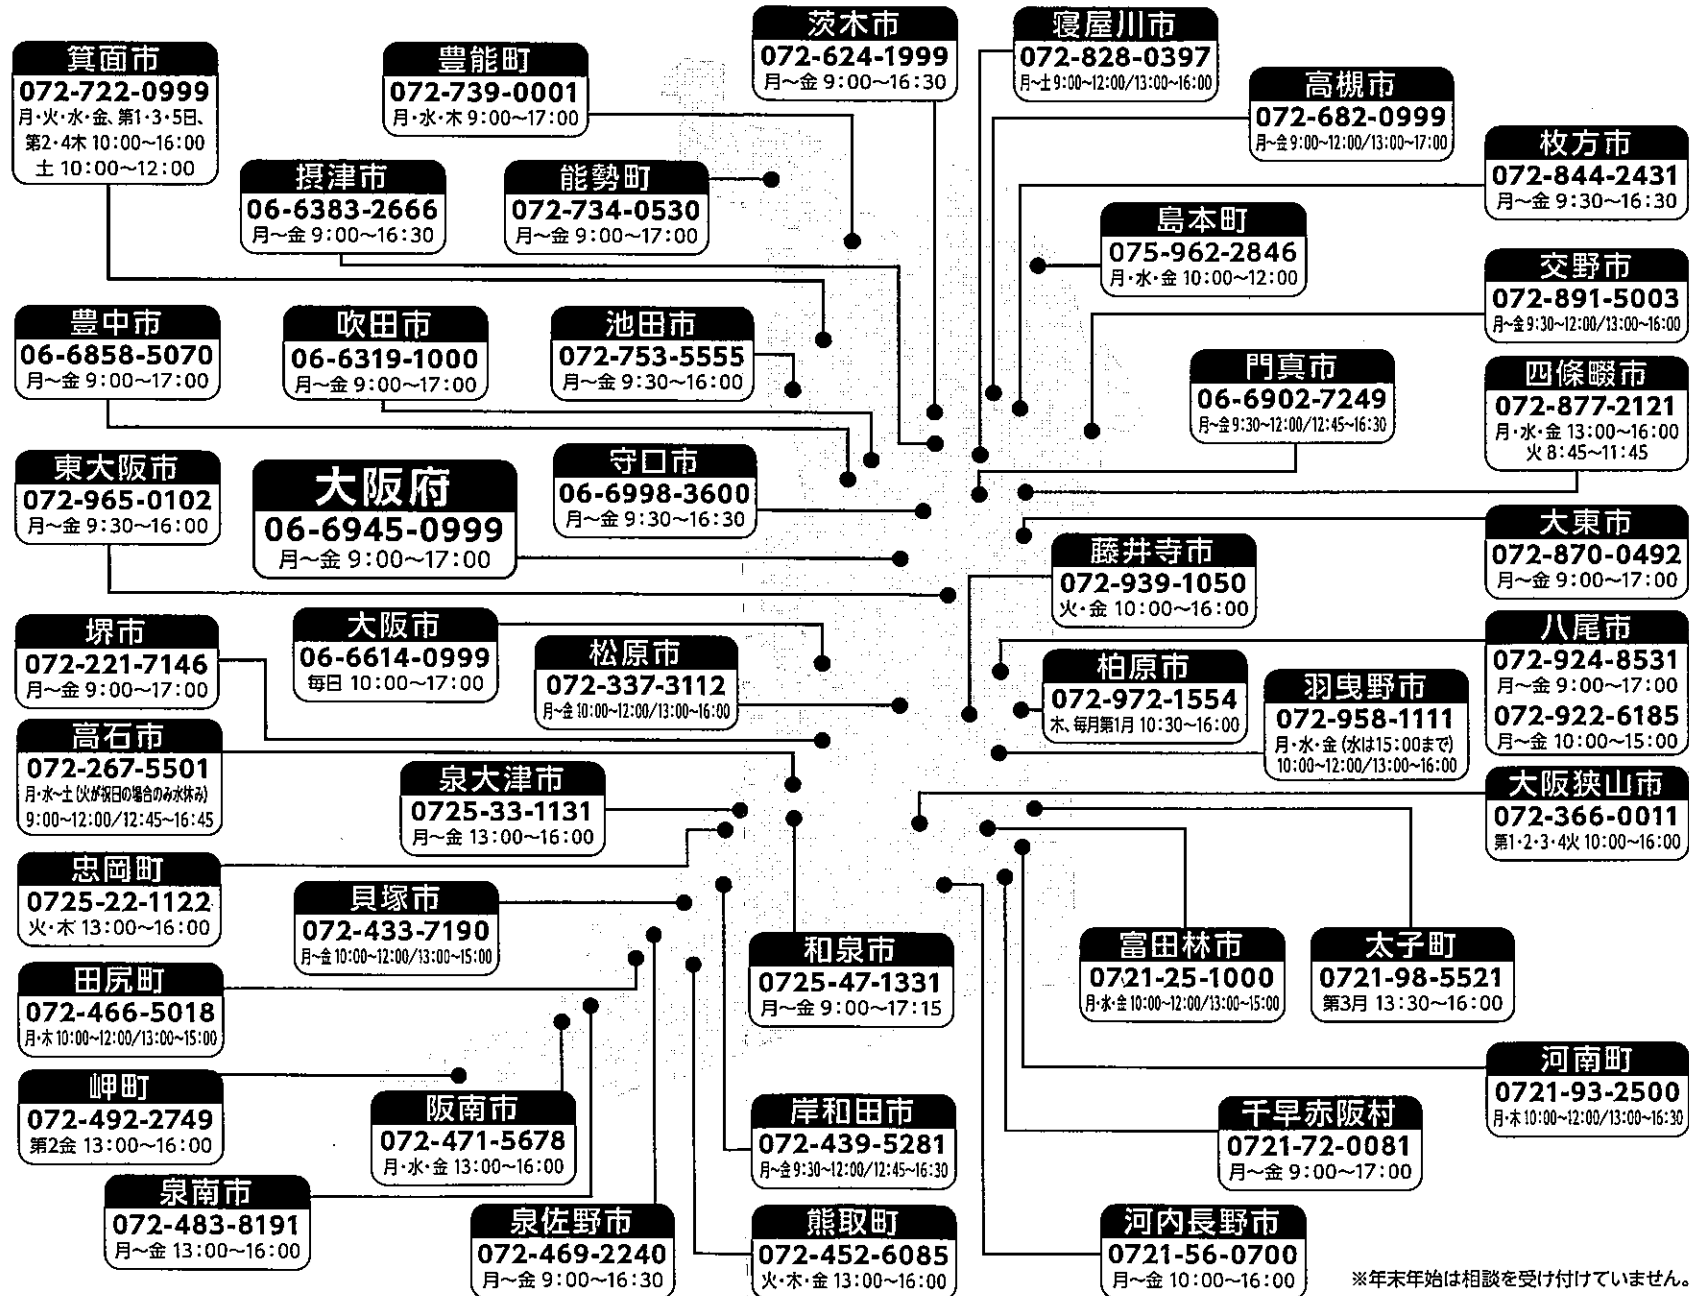 茨木市
072-624-1999
月～金 9:00～16:30
寝屋川市
072-828-0397
月～土 9:00～12:00/13:00～16:00
箕面市
072-722-0999
月・火・水・金、第1・3・5日、
第2・4木 10:00～16:00
土 10:00～12:00
豊能町
072-739-0001
月・水・木 9:00～17:00
高槻市
072-682-0999
月～金 9:00～12:00/13:00～17:00
枚方市
072-844-2431
月～金 9:30～16:30
摂津市
06-6383-2666
月～金 9:00～16:30
能勢町
072-734-0530
月～金 9:00～17:00
島本町
075-962-2846
月・水・金 10:00～12:00
交野市
072-891-5003
月～金 9:30～12:00/13:00～16:00
豊中市
06-6858-5070
月～金 9:00～17:00
吹田市
06-6319-1000
月～金 9:00～17:00
池田市
072-753-5555
月～金 9:30～16:00
門真市
06-6902-7249
月～金 9:30～12:00/12:45～16:30
四條畷市
072-877-2121
月・水・金 13:00～16:00
火 8:45～11:45
東大阪市
072-965-0102
月～金 9:30～16:00
大阪府
06-6945-0999
月～金 9:00～17:00
守口市
06-6998-3600
月～金 9:30～16:30
大東市
072-870-0492
月～金 9:00～17:00
藤井寺市
072-939-1050
火・金 10:00～16:00
堺市
072-221-7146
月～金 9:00～17:00
大阪市
06-6614-0999
毎日 10:00～17:00
松原市
072-337-3112
月～金 10:00～12:00/13:00～16:00
柏原市
072-972-1554
木、毎月第1月 10:30～16:00
羽曳野市
072-958-1111
月・水・金 (水は15:00まで)
10:00～12:00/13:00～16:00
八尾市
072-924-8531
月～金 9:00～17:00
072-922-6185
月～金 10:00～15:00
高石市
072-267-5501
月・水～土 (火が祝日の場合のみ水休み)
9:00～12:00/12:45～16:45
泉大津市
0725-33-1131
月～金 13:00～16:00
大阪狭山市
072-366-0011
第1・2・3・4火 10:00～16:00
忠岡町
0725-22-1122
火・木 13:00～16:00
貝塚市
072-433-7190
月～金 10:00～12:00/13:00～15:00
和泉市
0725-47-1331
月～金 9:00～17:15
富田林市
0721-25-1000
月・水・金 10:00～12:00/13:00～15:00
太子町
0721-98-5521
第3月 13:30～16:00
田尻町
072-466-5018
月・木 10:00～12:00/13:00～15:00
河南町
0721-93-2500
月・木 10:00～12:00/13:00～16:30
岬町
072-492-2749
第2金 13:00～16:00
阪南市
072-471-5678
月・水・金 13:00～16:00
岸和田市
072-439-5281
月～金 9:30～12:00/12:45～16:30
千早赤阪村
0721-72-0081
月～金 9:00～17:00
泉南市
072-483-8191
月～金 13:00～16:00
泉佐野市
072-469-2240
月～金 9:00～16:30
熊取町
072-452-6085
火・木・金 13:00～16:00
河内長野市
0721-56-0700
月～金 10:00～16:00
※年末年始は相談を受け付けていません。